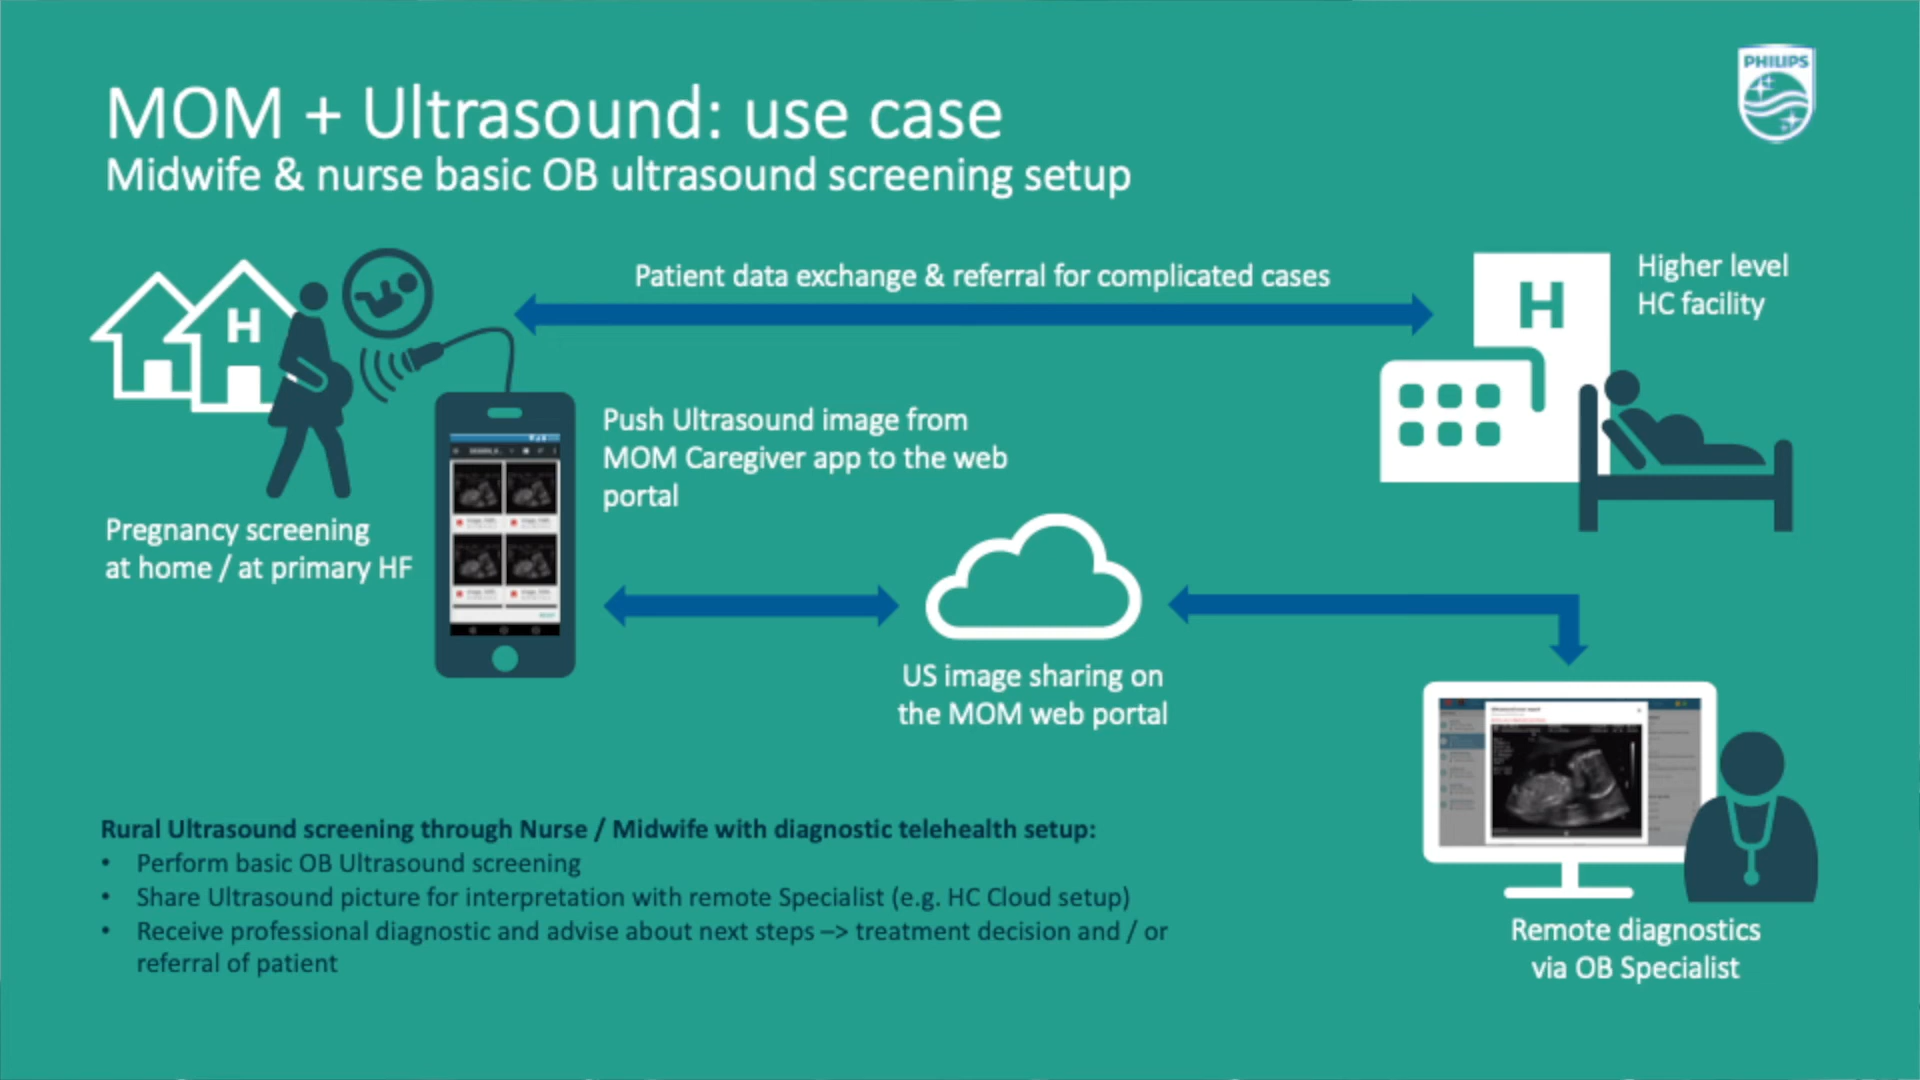 PHILIPS
MOM + Ultrasound: use case
Midwife & nurse basic OB ultrasound screening setup
H
Patient data exchange & referral for complicated cases
H
Higher level
HC facility
Push Ultrasound image from
MOM Caregiver app to the web
portal
Pregnancy screening
at home / at primary HF
US image sharing on
the MOM web portal
Rural Ultrasound screening through Nurse / Midwife with diagnostic telehealth setup:
• Perform basic OB Ultrasound screening
• Share Ultrasound picture for interpretation with remote Specialist (e.g. HC Cloud setup)
• Receive professional diagnostic and advise about next steps –> treatment decision and / or
referral of patient
Remote diagnostics
via OB Specialist